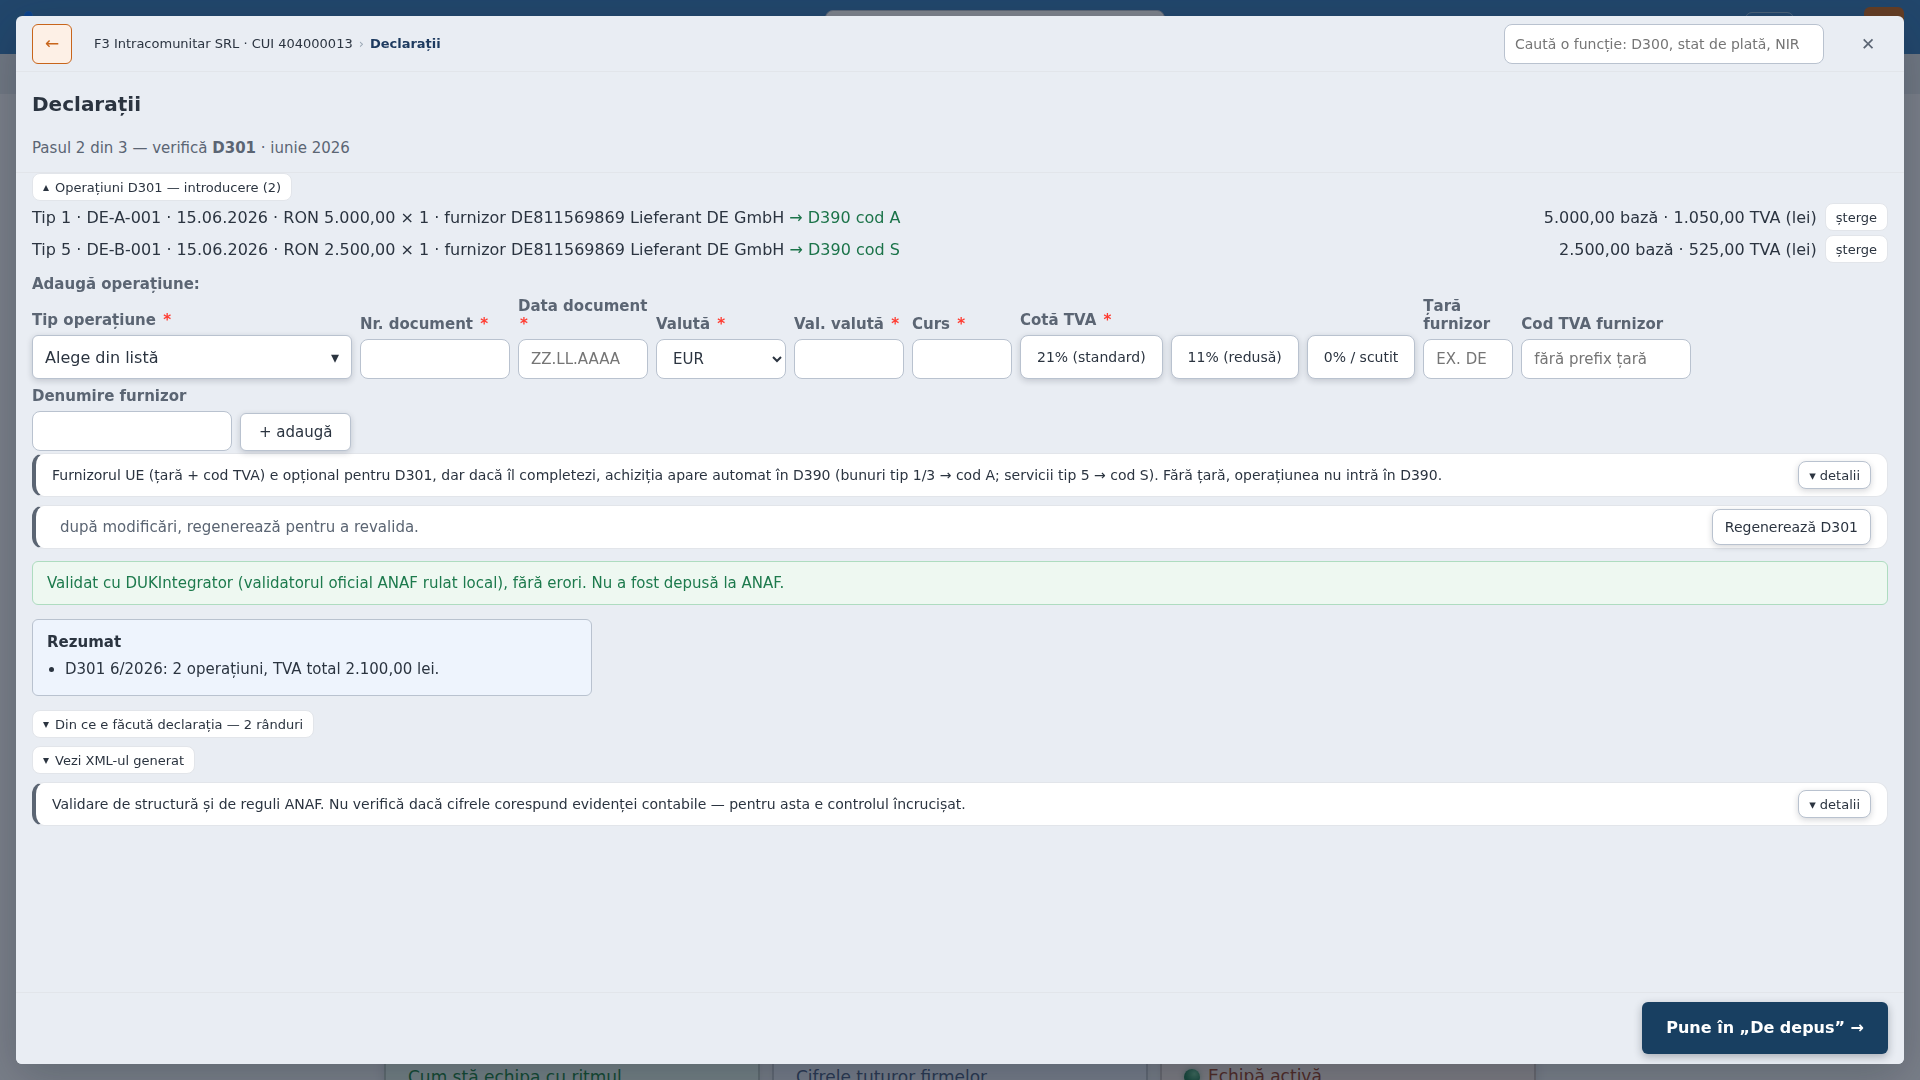 ← F3 Intracomunitar SRL · CUI 404000013 › Declarații Caută o funcție: D300, stat de plată, NIR ✕
Declarații
Pasul 2 din 3 — verifică D301 · iunie 2026
▴ Operațiuni D301 — introducere (2)
Tip 1 · DE-A-001 · 15.06.2026 · RON 5.000,00 × 1 · furnizor DE811569869 Lieferant DE GmbH → D390 cod A 5.000,00 bază · 1.050,00 TVA (lei) șterge
Tip 5 · DE-B-001 · 15.06.2026 · RON 2.500,00 × 1 · furnizor DE811569869 Lieferant DE GmbH → D390 cod S 2.500,00 bază · 525,00 TVA (lei) șterge
Adaugă operațiune:
Tip operațiune * Nr. document * Data document * Valută * Val. valută * Curs * Cotă TVA * Țară furnizor Cod TVA furnizor
Alege din listă ▾ ZZ.LL.AAAA EUR 21% (standard) 11% (redusă) 0% / scutit EX. DE fără prefix țară
Denumire furnizor
+ adaugă
Furnizorul UE (țară + cod TVA) e opțional pentru D301, dar dacă îl completezi, achiziția apare automat în D390 (bunuri tip 1/3 → cod A; servicii tip 5 → cod S). Fără țară, operațiunea nu intră în D390. ▾ detalii
după modificări, regenerează pentru a revalida. Regenerează D301
Validat cu DUKIntegrator (validatorul oficial ANAF rulat local), fără erori. Nu a fost depusă la ANAF.
Rezumat
• D301 6/2026: 2 operațiuni, TVA total 2.100,00 lei.
▾ Din ce e făcută declarația — 2 rânduri
▾ Vezi XML-ul generat
Validare de structură și de reguli ANAF. Nu verifică dacă cifrele corespund evidenței contabile — pentru asta e controlul încrucișat. ▾ detalii
Pune în „De depus” →
Cum stă echipa cu ritmul Cifrele tuturor firmelor Echipă activă